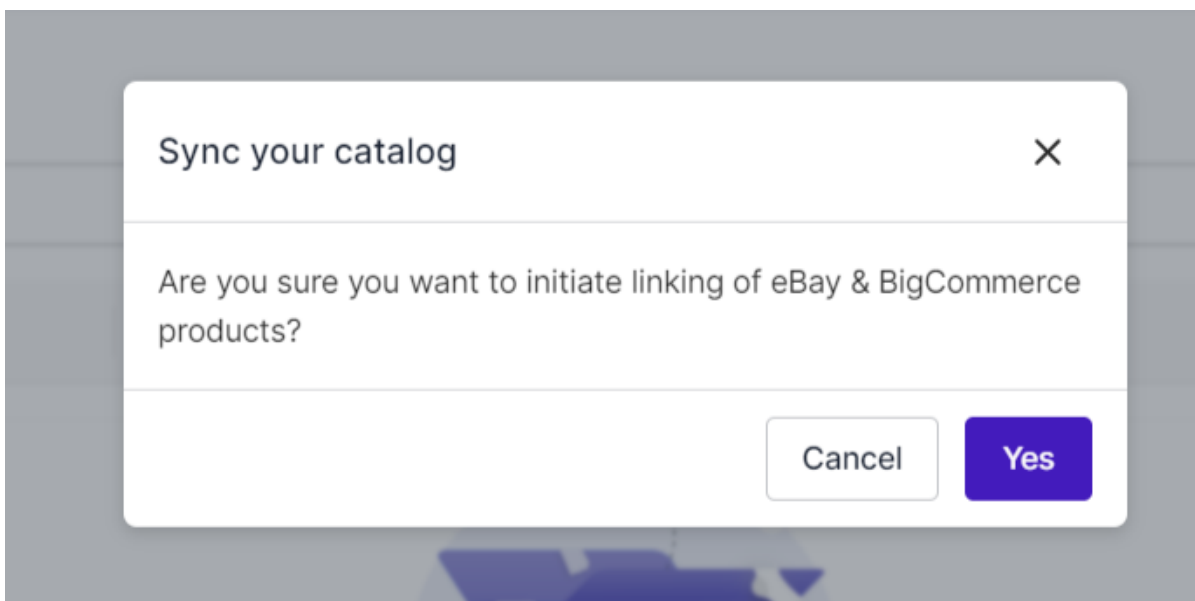 Sync your catalog
Are you sure you want to initiate linking of eBay & BigCommerce
products?
Cancel
Yes